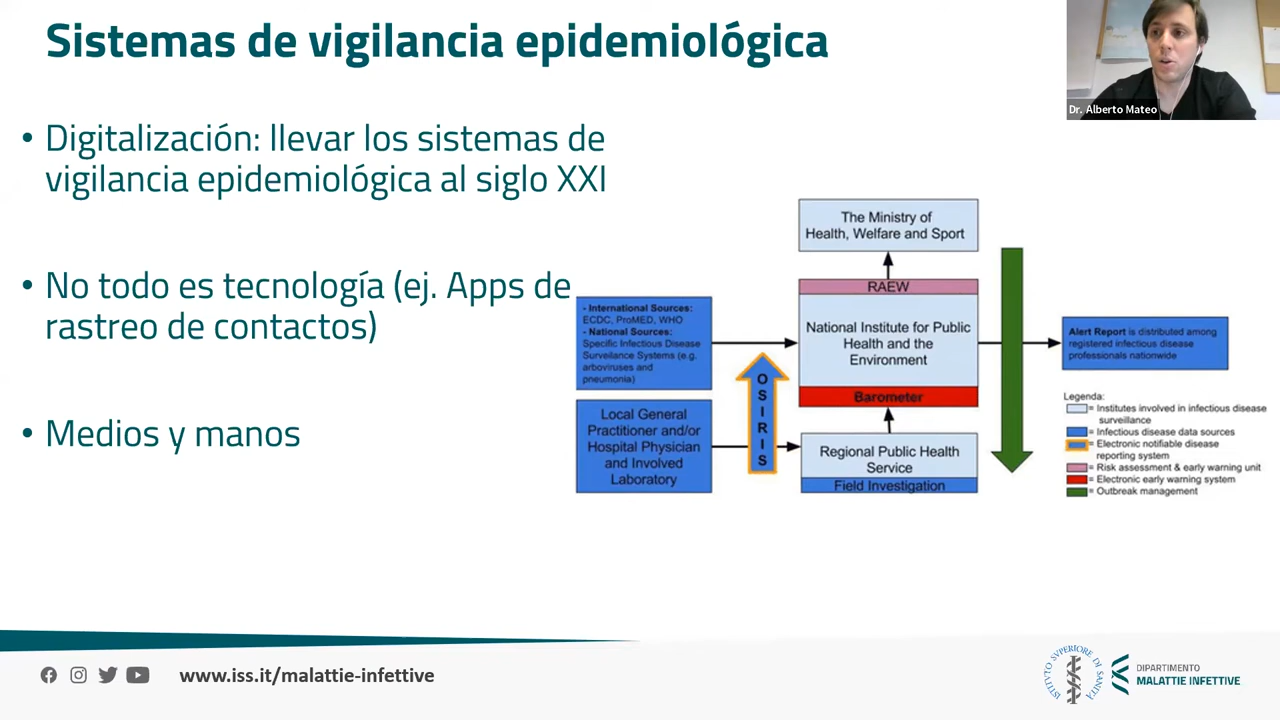 Sistemas de vigilancia epidemiológica
Dr. Alberto Mateo
• Digitalización: llevar los sistemas de
vigilancia epidemiológica al siglo XXI
• No todo es tecnología (ej. Apps de
rastreo de contactos)
• Medios y manos
The Ministry of
Health, Welfare and Sport
RAEW
National Institute for Public
Health and the
Environment
Barometer
- International Sources:
ECDC, ProMED, WHO
- National Sources:
Specific Infectious Disease
Surveilance Systems (e.g.
arboviruses and
pneumonia)
OSIRIS
Local General
Practitioner and/or
Hospital Physician
and Involved
Laboratory
Regional Public Health
Service
Field Investigation
Alert Report is distributed among
registered infectious disease
professionals nationwide
Legenda:
= Institutes involved in infectious disease
surveillance
= Infectious disease data sources
= Electronic notifiable disease
reporting system
= Risk assessment & early warning unit
= Electronic early warning system
= Outbreak management
www.iss.it/malattie-infettive
ISTITUTO SUPERIORE DI SANITÀ
DIPARTIMENTO
MALATTIE INFETTIVE